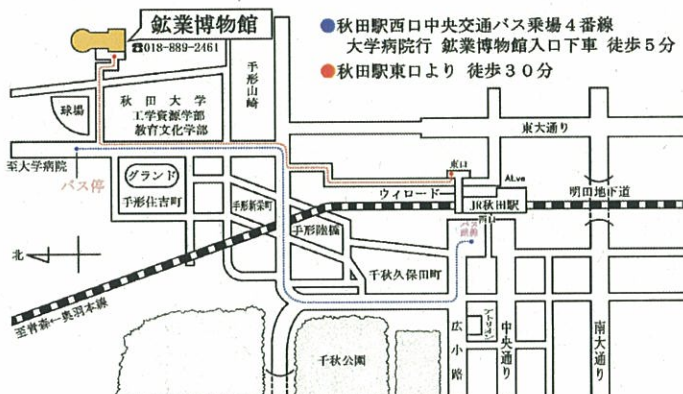 鉱業博物館
☎018-889-2461
●秋田駅西口中央交通バス乗場４番線
大学病院行 鉱業博物館入口下車 徒歩５分
●秋田駅東口より 徒歩３０分
手形山崎
球場
秋田大学
工学資源学部
教育文化学部
東大通り
至大学病院
バス停
グランド
手形住吉町
手形新栄町
東口
ALve
ウィロード
JR秋田駅
明田地下道
西口
手形陸橋
北
千秋久保田町
至青森←奥羽本線
千秋公園
広小路
アトリオン
中央通り
南大通り